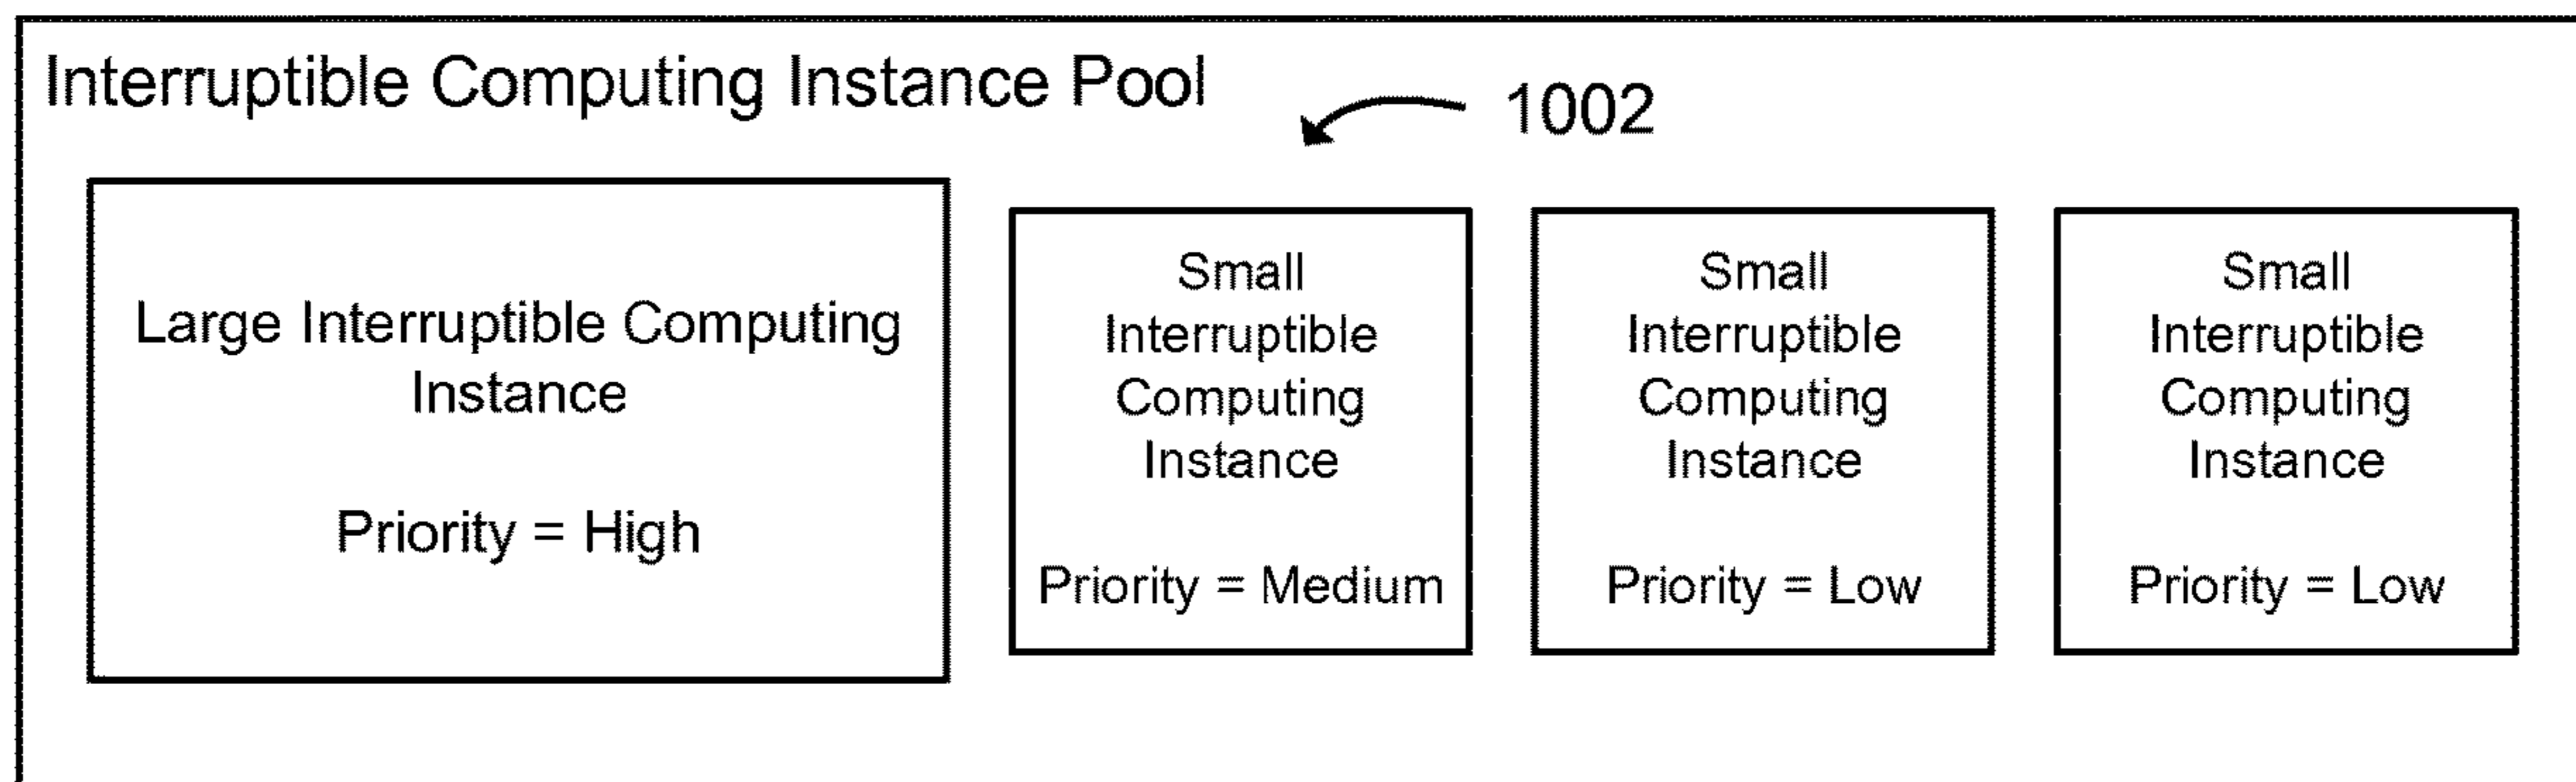 Interruptible Computing Instance Pool
1002
Large Interruptible Computing
Instance
Priority = High
Small
Interruptible
Computing
Instance
Priority = Medium
Small
Interruptible
Computing
Instance
Priority = Low
Small
Interruptible
Computing
Instance
Priority = Low